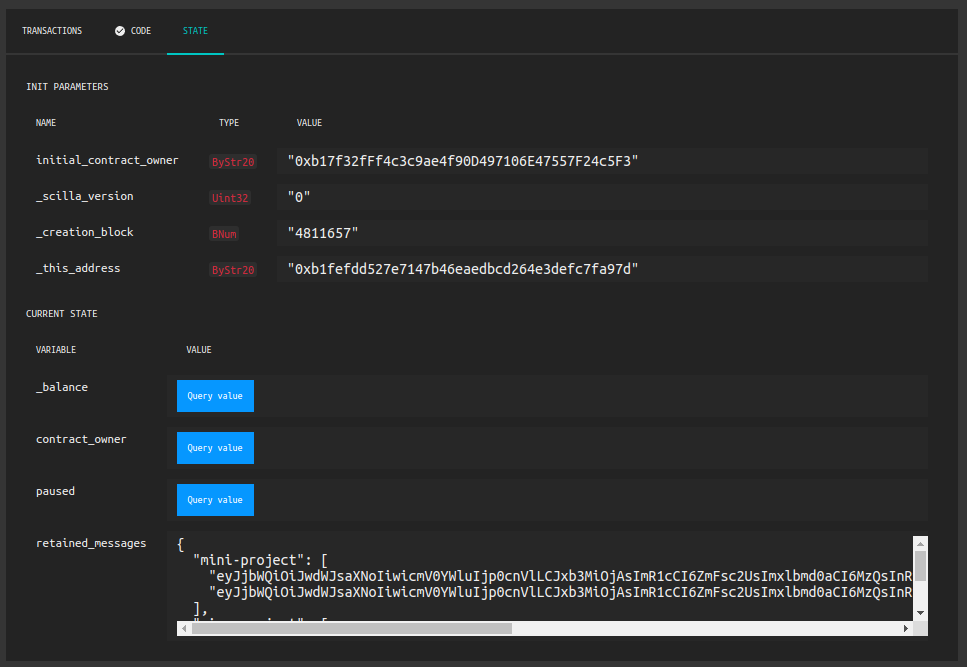 TRANSACTIONS CODE STATE
INIT PARAMETERS
NAME TYPE VALUE
initial_contract_owner ByStr20 "0xb17f32fFf4c3c9ae4f90D497106E47557F24c5F3"
_scilla_version Uint32 "0"
_creation_block BNum "4811657"
_this_address ByStr20 "0xb1fefdd527e7147b46eaedbcd264e3defc7fa97d"
CURRENT STATE
VARIABLE VALUE
_balance Query value
contract_owner Query value
paused Query value
retained_messages {
"mini-project": [
"eyJjbWQiOiJwdWJsaXNoIiwicmV0YWluIjp0cnVlLCJxb3MiOjAsImR1cCI6ZmFsc2UsImxlbmd0aCI6MzQsInR
"eyJjbWQiOiJwdWJsaXNoIiwicmV0YWluIjp0cnVlLCJxb3MiOjAsImR1cCI6ZmFsc2UsImxlbmd0aCI6MzQsInR
],